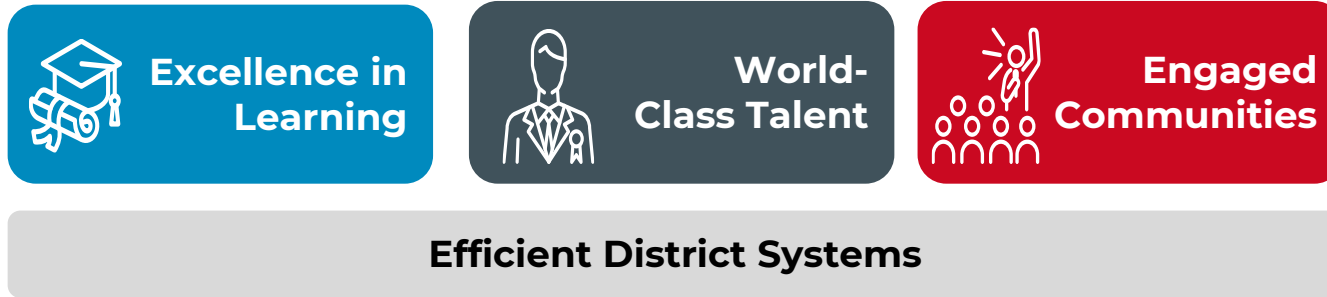 Excellence in
Learning
World-
Class Talent
Engaged
Communities
Efficient District Systems